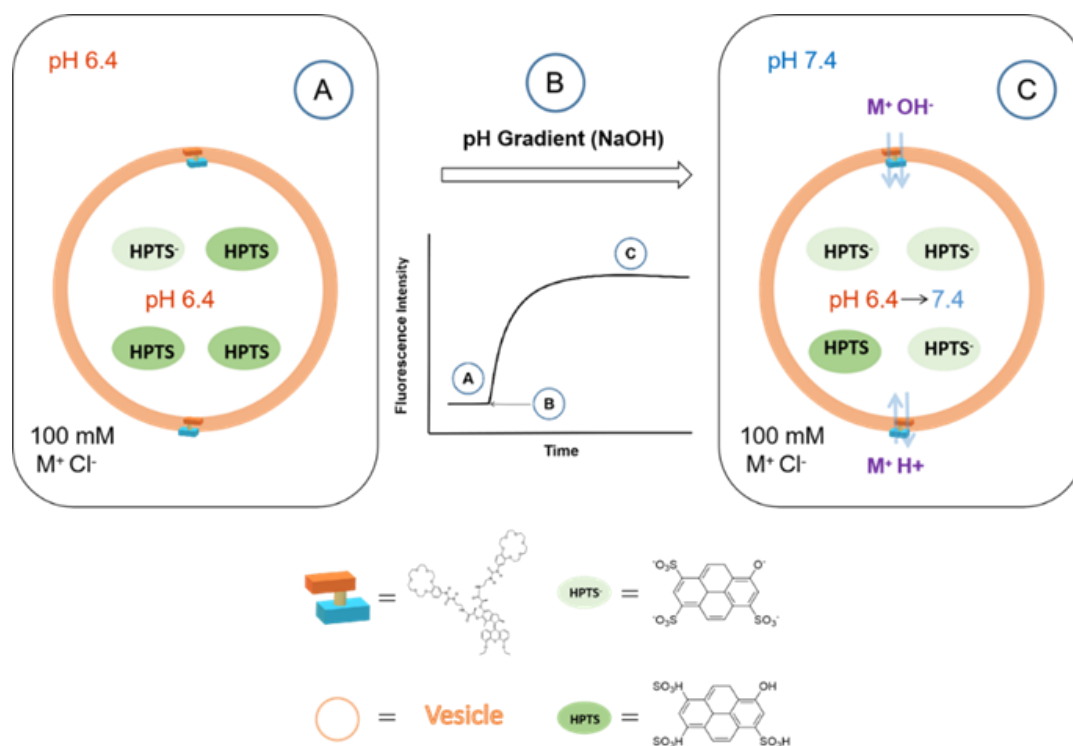 pH 6.4
A
HPTS-
HPTS
pH 6.4
HPTS
HPTS
100 mM
M+ Cl-
B
pH Gradient (NaOH)
Fluorescence Intensity
A
B
C
Time
pH 7.4
C
M+ OH-
HPTS-
HPTS-
pH 6.4→7.4
HPTS
HPTS-
M+ H+
100 mM
M+ Cl-
=
HPTS-
=
-O3S
O-
-O3S
SO3-
=
Vesicle
HPTS
=
SO3H
OH
SO3H
SO3H